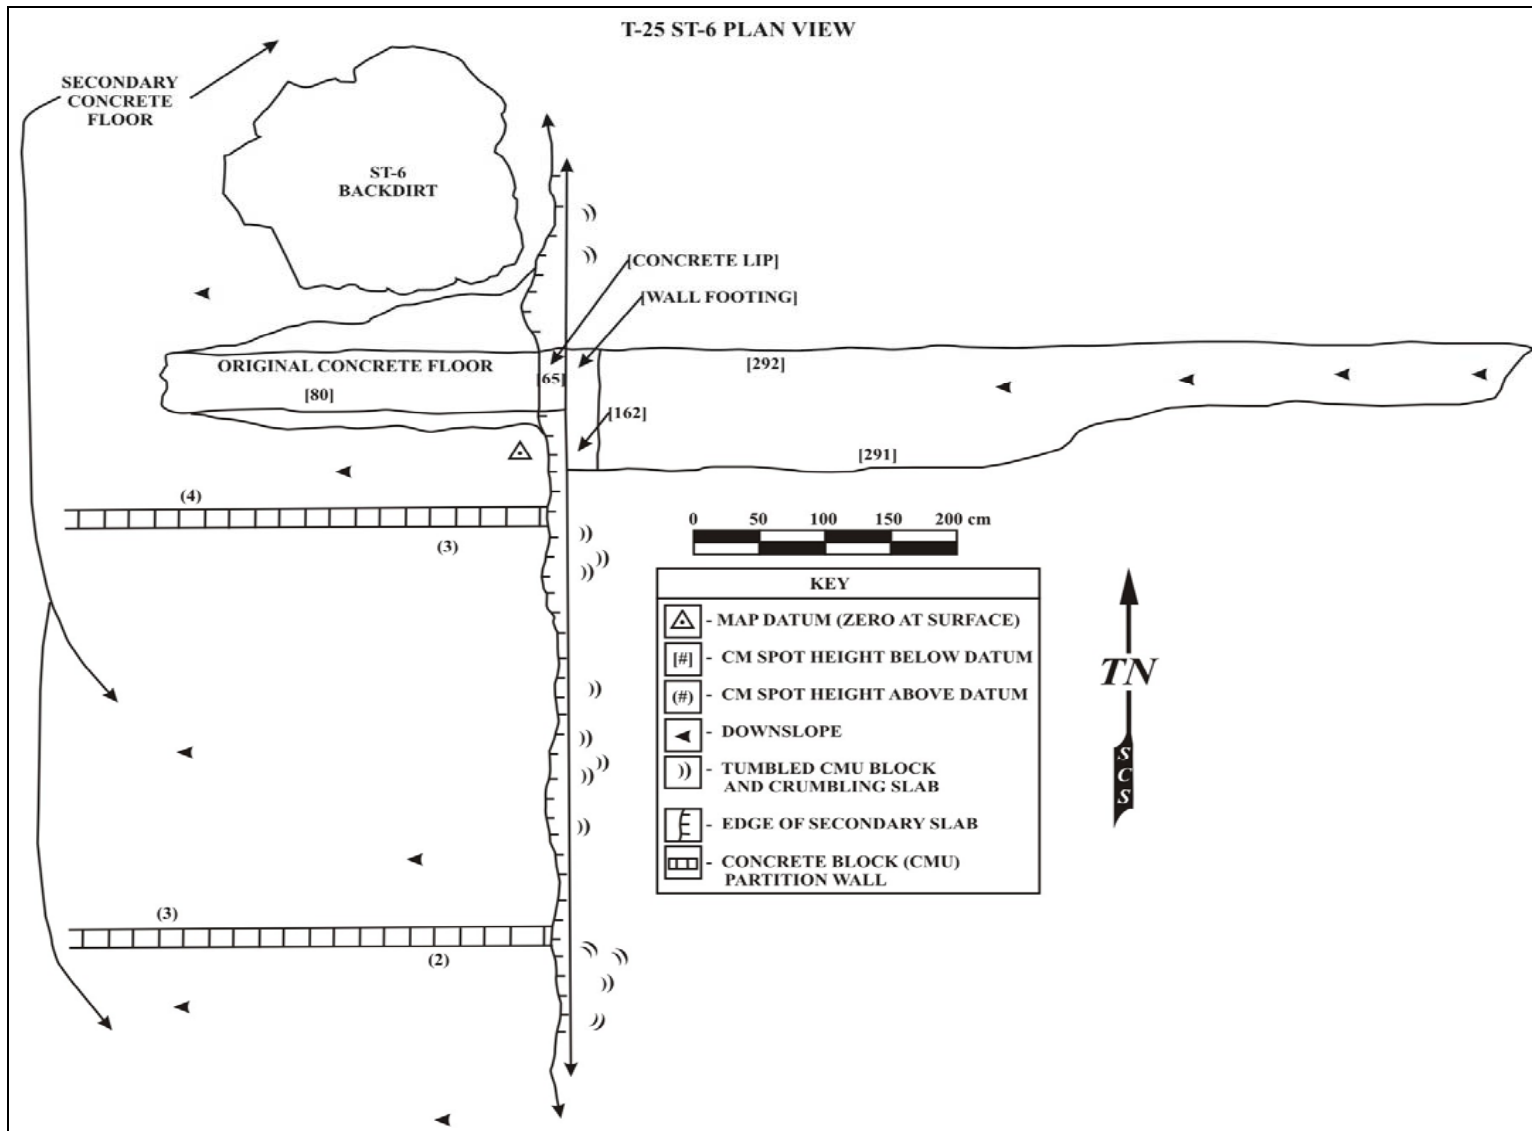 T-25 ST-6 PLAN VIEW
SECONDARY
CONCRETE
FLOOR
ST-6
BACKDIRT
[CONCRETE LIP]
[WALL FOOTING]
ORIGINAL CONCRETE FLOOR
[80]
[65]
[292]
[162]
[291]
(4)
(3)
0 50 100 150 200 cm
KEY
- MAP DATUM (ZERO AT SURFACE)
[#] - CM SPOT HEIGHT BELOW DATUM
(#) - CM SPOT HEIGHT ABOVE DATUM
- DOWNSLOPE
)) - TUMBLED CMU BLOCK
AND CRUMBLING SLAB
- EDGE OF SECONDARY SLAB
- CONCRETE BLOCK (CMU)
PARTITION WALL
TN
S
C
S
(3)
(2)